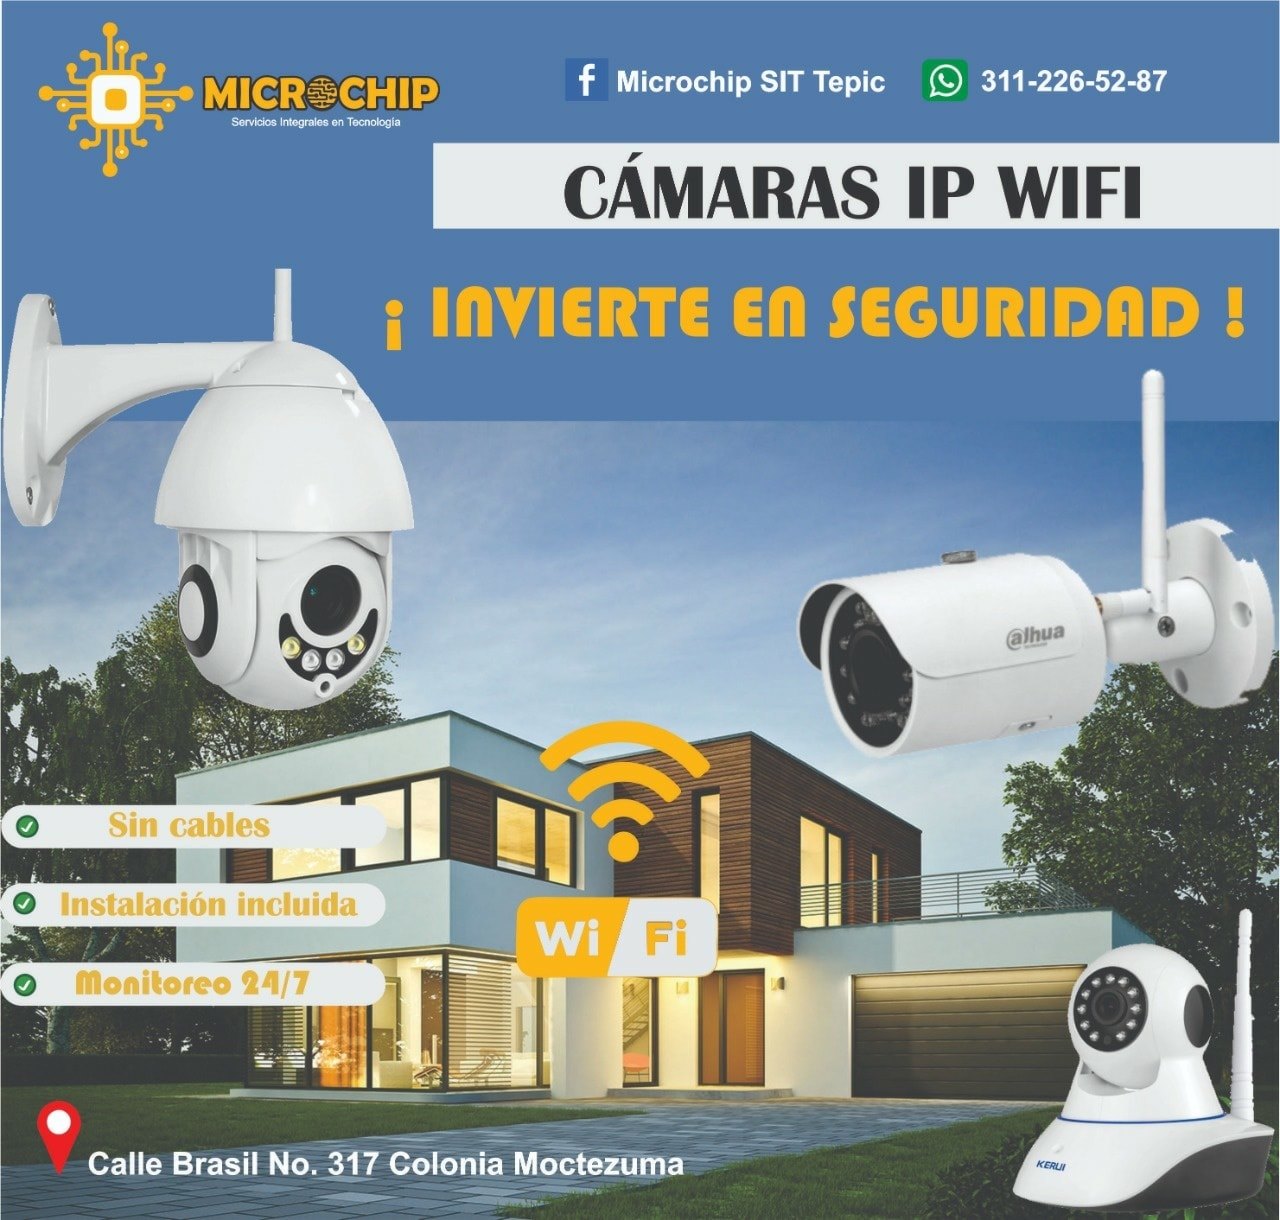 MICROCHIP
Servicios Integrales en Tecnología
f Microchip SIT Tepic
311-226-52-87
CÁMARAS IP WIFI
¡ INVIERTE EN SEGURIDAD !
alhua
Sin cables
Instalación incluida
Monitoreo 24/7
Wi Fi
KERUI
Calle Brasil No. 317 Colonia Moctezuma